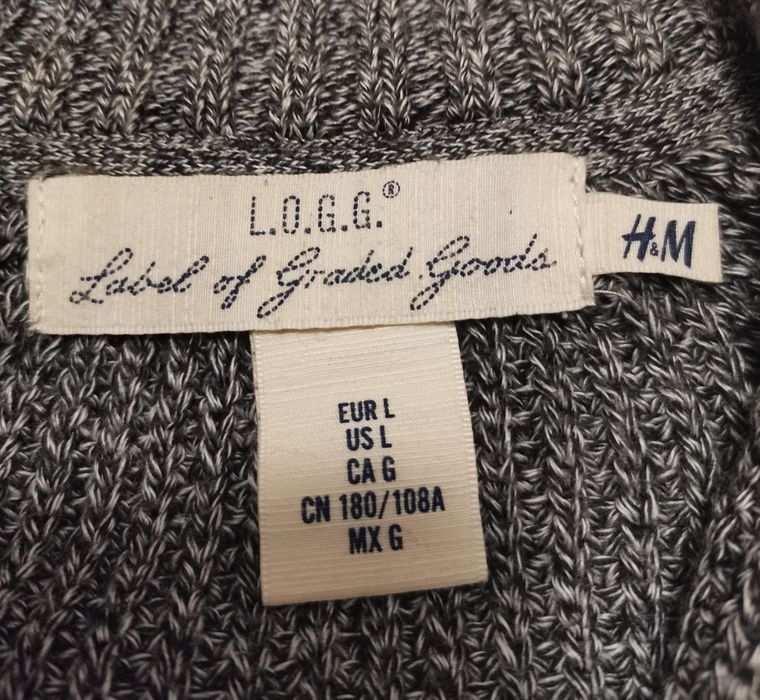 L.O.G.G.®
Label of Graded Goods
H&M
EUR L
US L
CA G
CN 180/108A
MX G